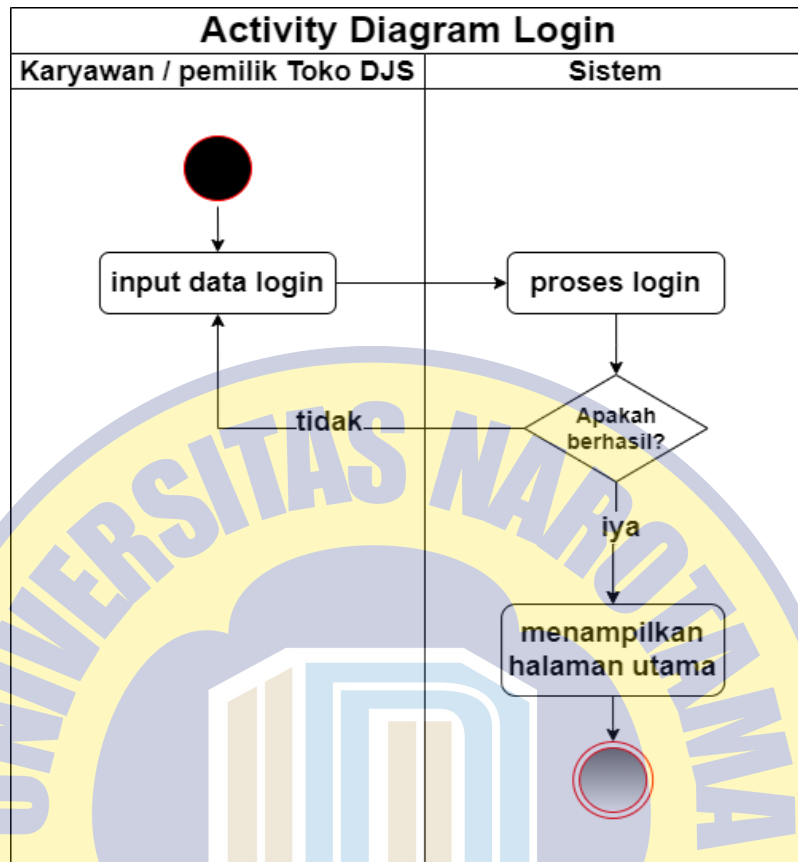 Activity Diagram Login
Karyawan / pemilik Toko DJS
Sistem
input data login
proses login
Apakah
berhasil?
tidak
iya
menampilkan
halaman utama
UNIVERSITAS NAROTAMA